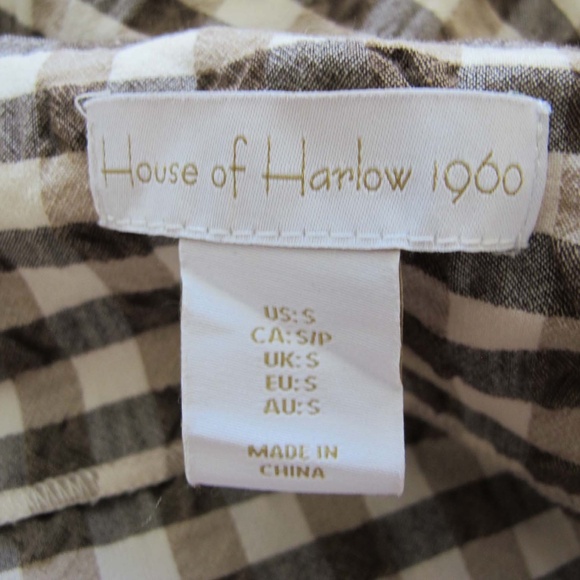 House of Harlow 1960
US: S
CA: S/P
UK: S
EU: S
AU: S
MADE IN
CHINA